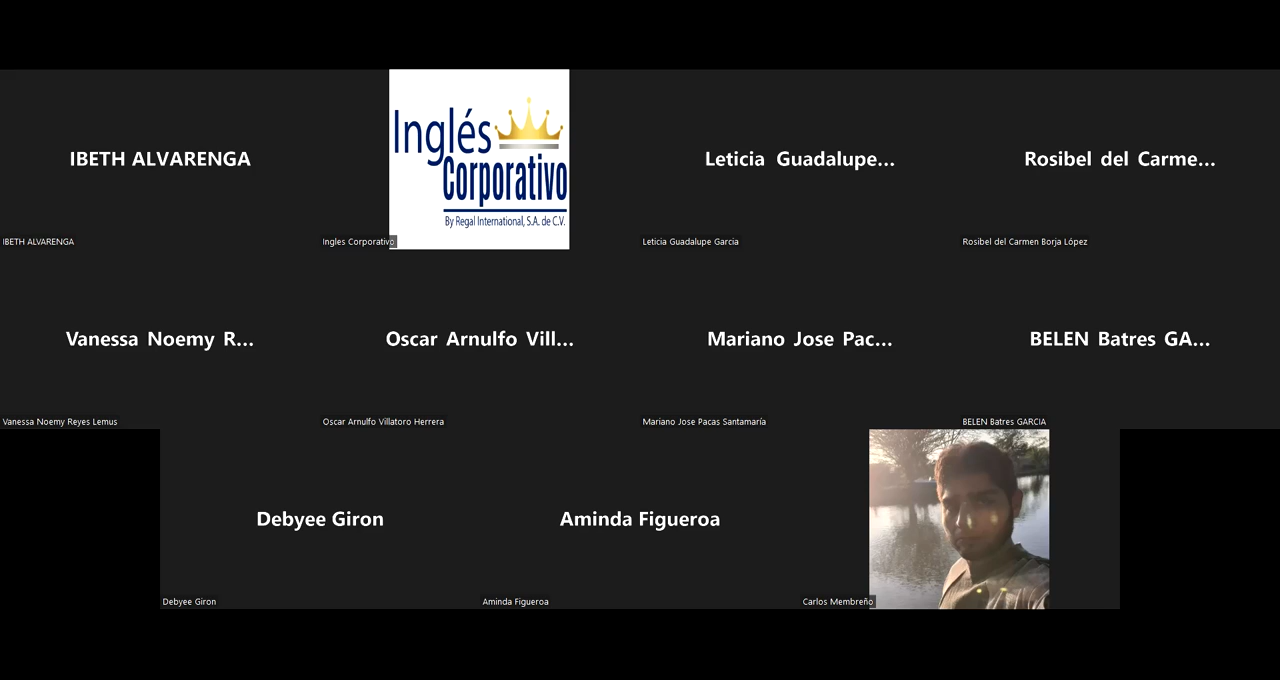 IBETH ALVARENGA
IBETH ALVARENGA
Inglés
Corporativo
By Regal International, S.A. de C.V.
Ingles Corporativo
Leticia Guadalupe...
Leticia Guadalupe Garcia
Rosibel del Carme...
Rosibel del Carmen Borja López
Vanessa Noemy R...
Vanessa Noemy Reyes Lemus
Oscar Arnulfo Vill...
Oscar Arnulfo Villatoro Herrera
Mariano Jose Pac...
Mariano Jose Pacas Santamaría
BELEN Batres GA...
BELEN Batres GARCIA
Debyee Giron
Debyee Giron
Aminda Figueroa
Aminda Figueroa
Carlos Membreño